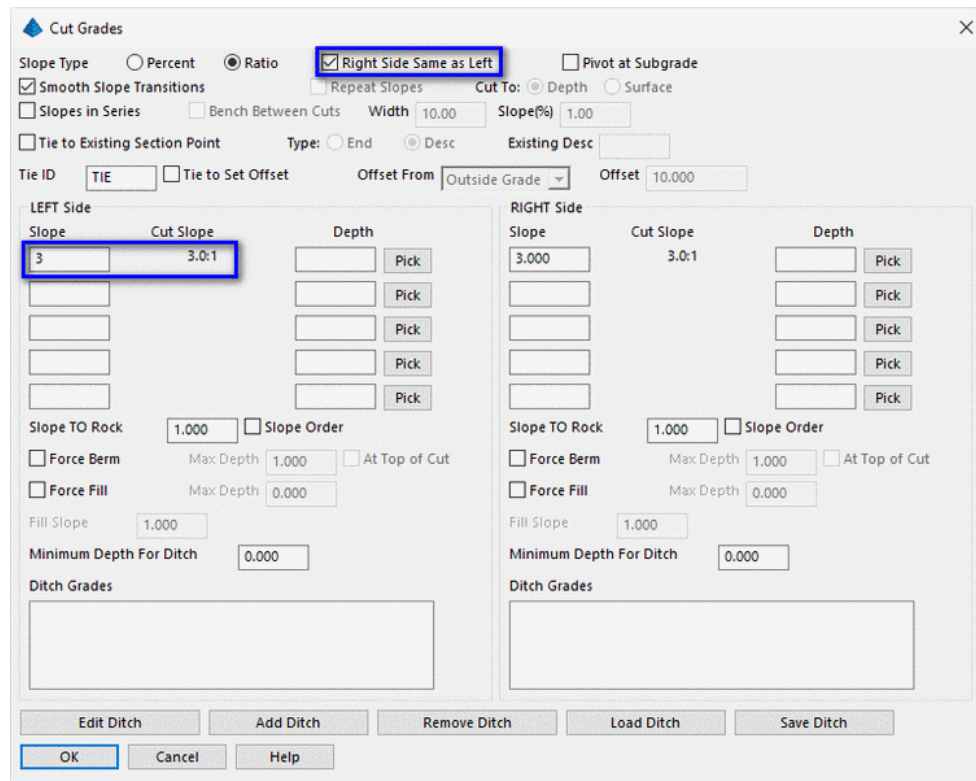 Cut Grades
Slope Type Percent Ratio Right Side Same as Left Pivot at Subgrade
Smooth Slope Transitions Repeat Slopes Cut To: Depth Surface
Slopes in Series Bench Between Cuts Width 10.00 Slope(%) 1.00
Tie to Existing Section Point Type: End Desc Existing Desc
Tie ID TIE Tie to Set Offset Offset From Outside Grade Offset 10.000
LEFT Side RIGHT Side
Slope Cut Slope Depth Slope Cut Slope Depth
3 3.0:1 Pick 3.000 3.0:1 Pick
Pick Pick
Pick Pick
Pick Pick
Pick Pick
Slope TO Rock 1.000 Slope Order Slope TO Rock 1.000 Slope Order
Force Berm Max Depth 1.000 At Top of Cut Force Berm Max Depth 1.000 At Top of Cut
Force Fill Max Depth 0.000 Force Fill Max Depth 0.000
Fill Slope 1.000 Fill Slope 1.000
Minimum Depth For Ditch 0.000 Minimum Depth For Ditch 0.000
Ditch Grades Ditch Grades
Edit Ditch Add Ditch Remove Ditch Load Ditch Save Ditch
OK Cancel Help